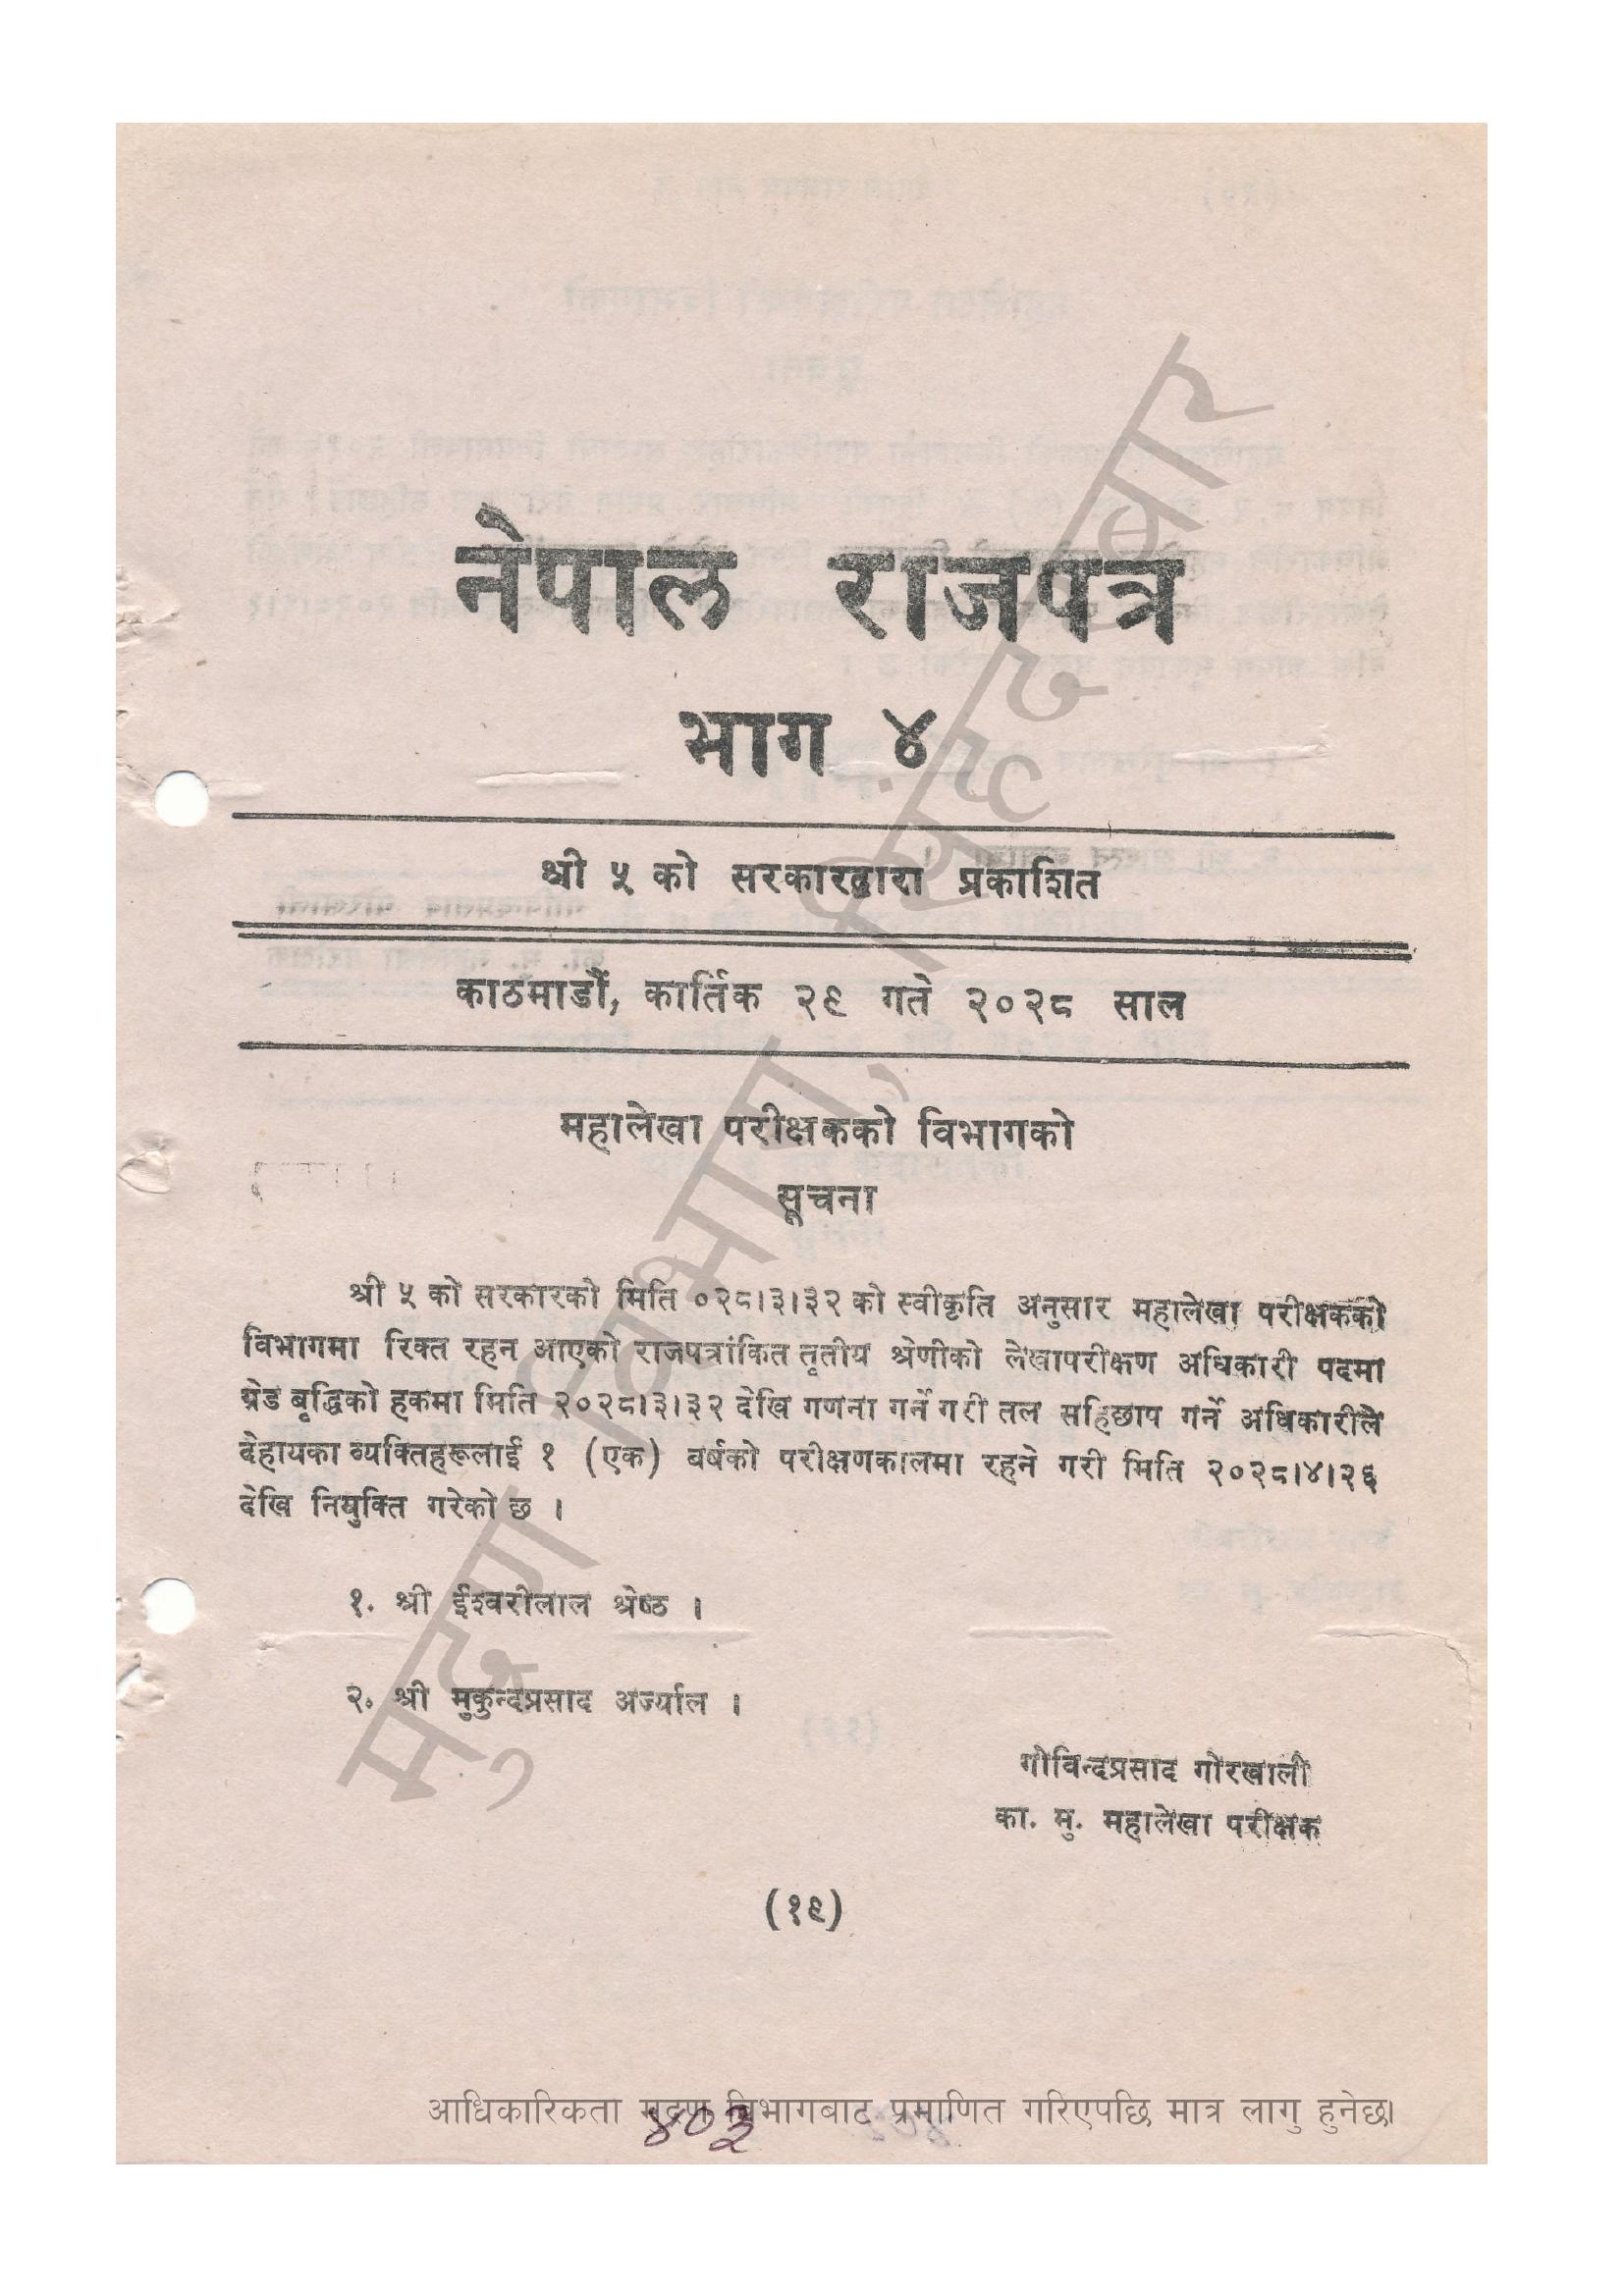 नेपाल राजपत्र
भाग ४
श्री ५ को सरकारद्वारा प्रकाशित
काठमाडौं, कार्तिक २९ गते २०२८ साल
महालेखा परीक्षकको विभागको
सूचना
श्री ५ को सरकारको मिति ०२८।३।३२ को स्वीकृति अनुसार महालेखा परीक्षकको
विभागमा रिक्त रहन आएको राजपत्रांकित तृतीय श्रेणीको लेखापरीक्षण अधिकारी पदमा
ग्रेड बृद्धिको हकमा मिति २०२८।३।३२ देखि गणना गर्ने गरी तल सहिछाप गर्ने अधिकारीले
देहायका व्यक्तिहरूलाई १ (एक) वर्षको परीक्षणकालमा रहने गरी मिति २०२८।४।२६
देखि नियुक्ति गरेको छ ।
१. श्री ईश्वरीलाल श्रेष्ठ ।
२. श्री मुकुन्दप्रसाद अर्ज्याल ।
गोविन्दप्रसाद गोरखाली
का. मु. महालेखा परीक्षक
(१९)
मुद्रण विभाग, सिंहदरबार
आधिकारिकता मुद्रण विभागबाट प्रमाणित गरिएपछि मात्र लागु हुनेछ।
४०३